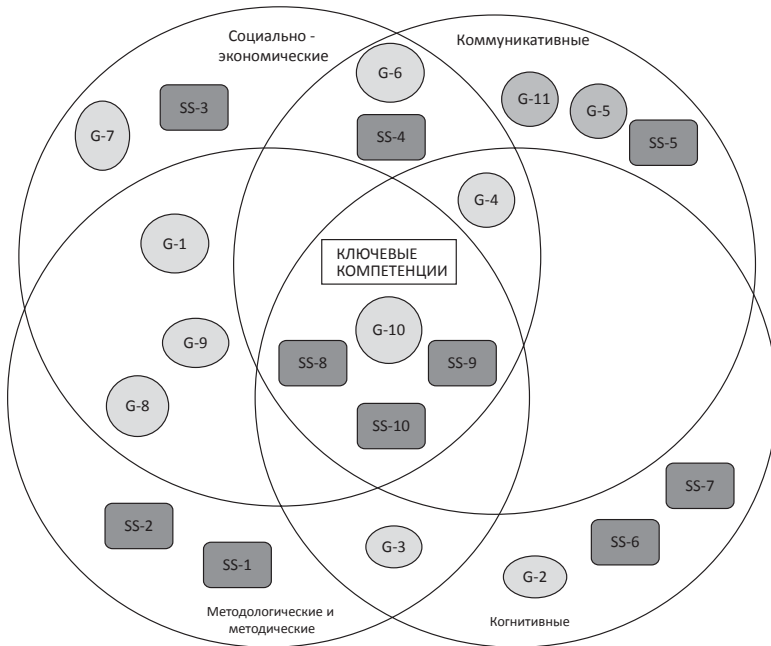 Социально -
экономические
Коммуникативные
G-6
G-11
G-5
SS-3
G-7
SS-4
SS-5
G-4
G-1
КЛЮЧЕВЫЕ
КОМПЕТЕНЦИИ
G-10
G-9
SS-8
SS-9
G-8
SS-10
SS-7
SS-2
SS-6
G-3
SS-1
G-2
Методологические и
методические
Когнитивные